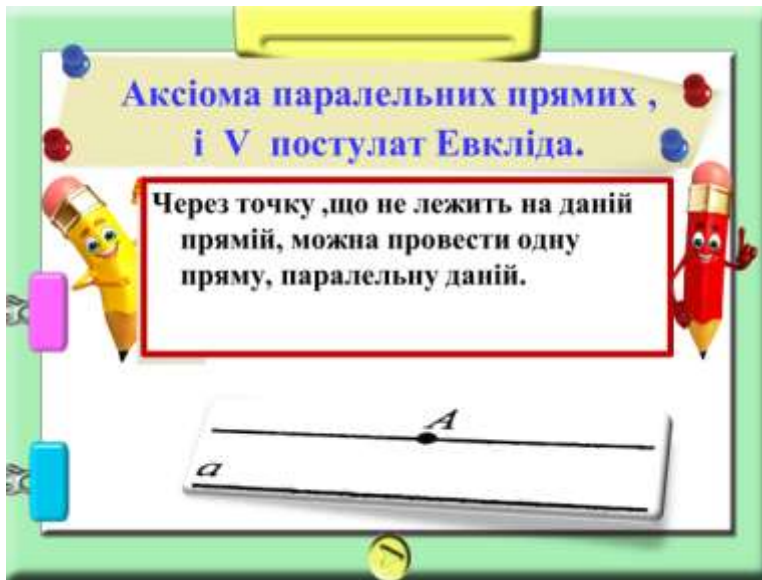 Аксіома паралельних прямих ,
і V постулат Евкліда.
Через точку ,що не лежить на даній
прямій, можна провести одну
пряму, паралельну даній.
A
a